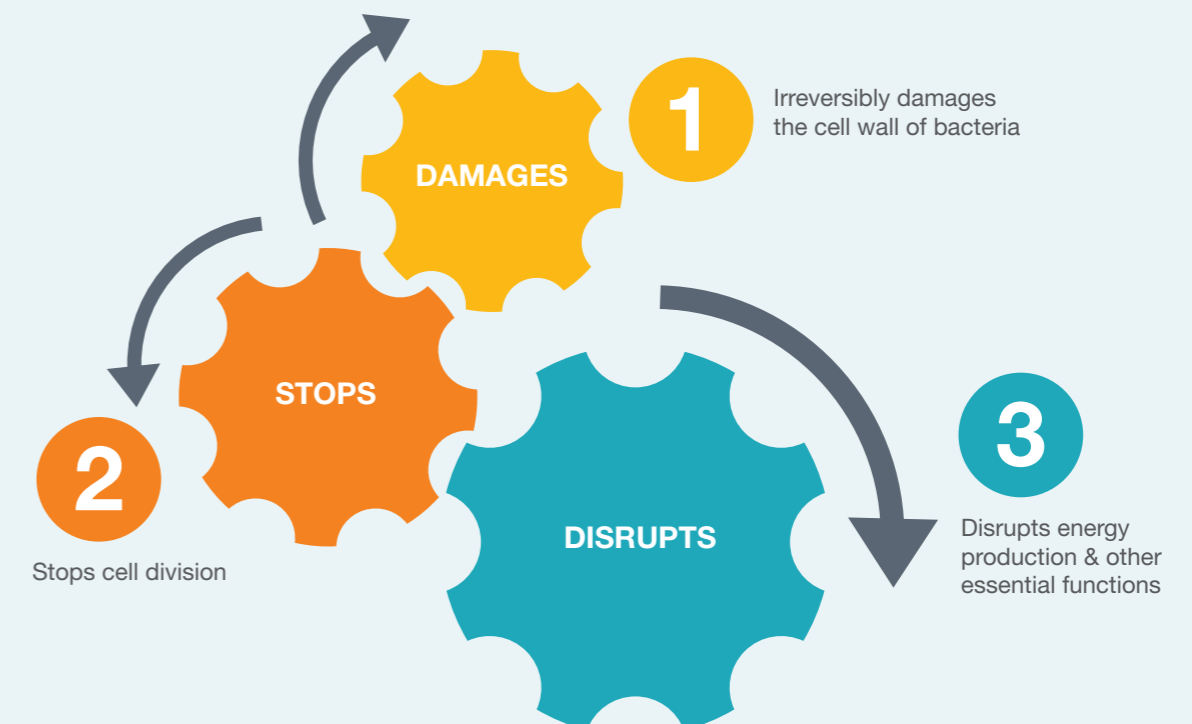 DAMAGES
1
Irreversibly damages
the cell wall of bacteria
STOPS
2
Stops cell division
DISRUPTS
3
Disrupts energy
production & other
essential functions